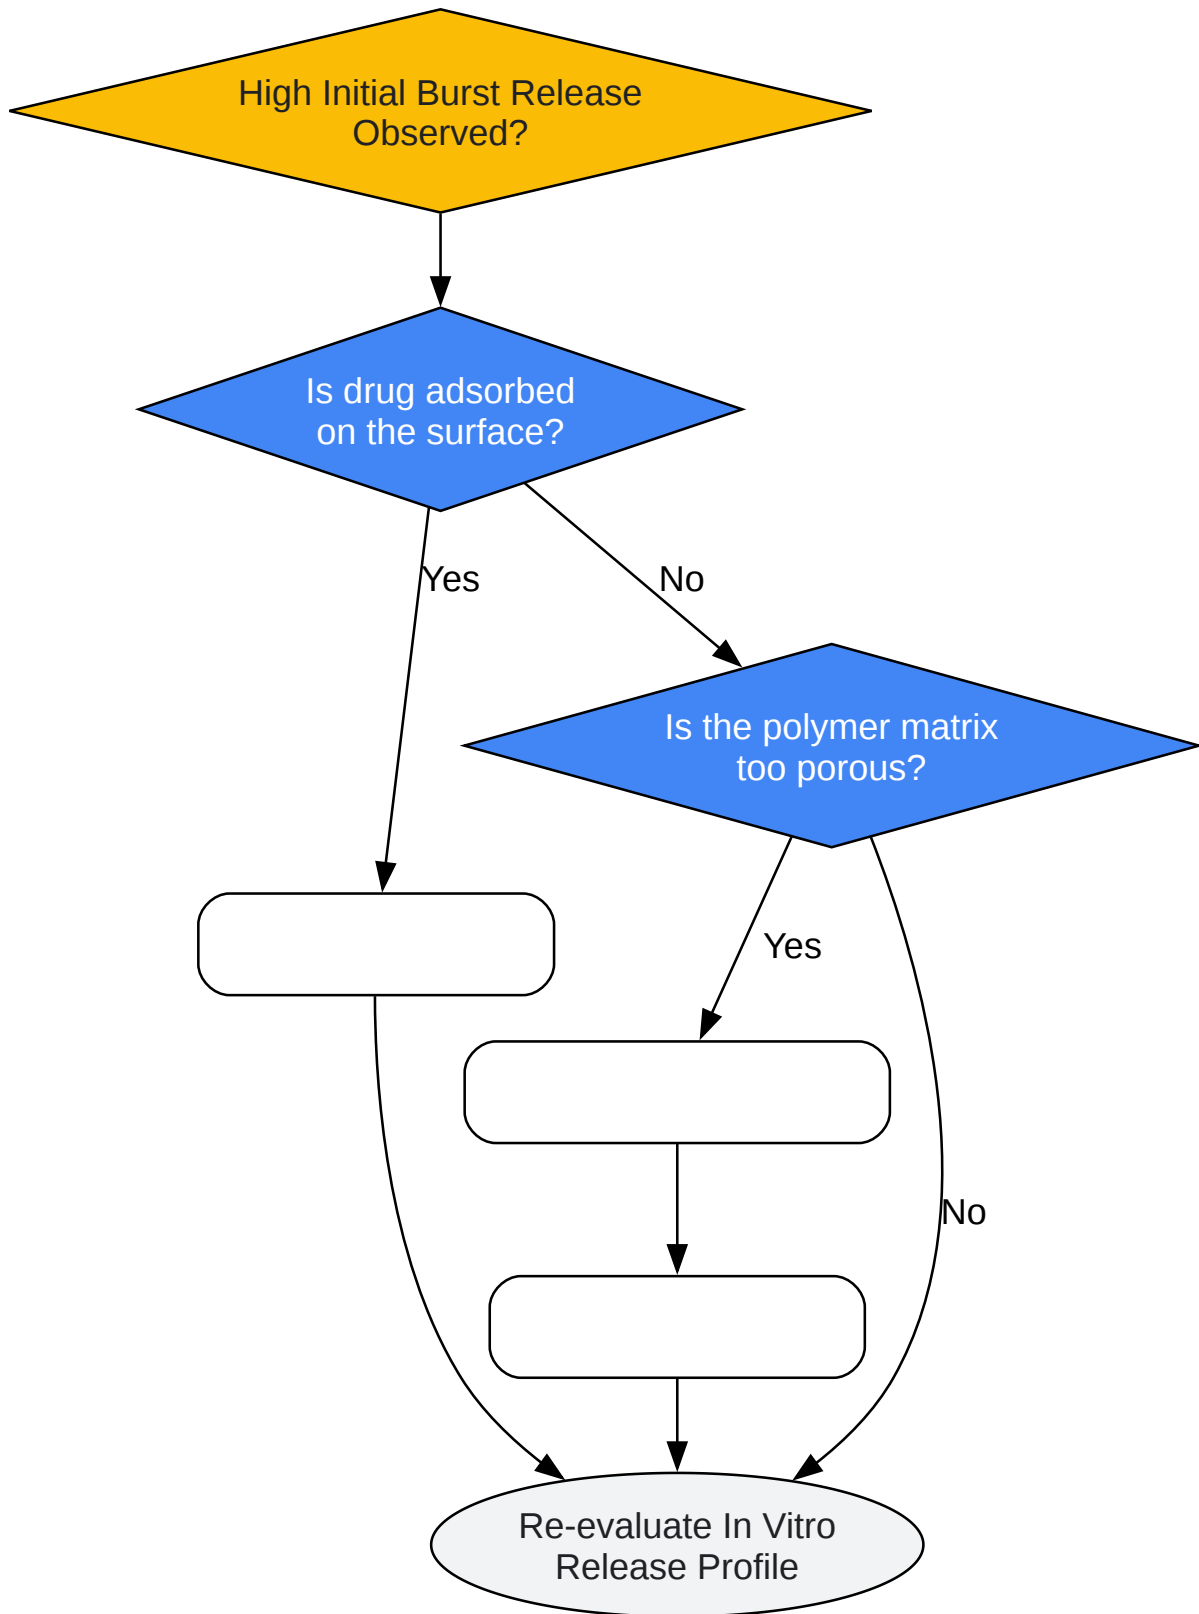 High Initial Burst Release
Observed?
Is drug adsorbed
on the surface?
Yes
No
Is the polymer matrix
too porous?
Yes
No
Re-evaluate In Vitro
Release Profile